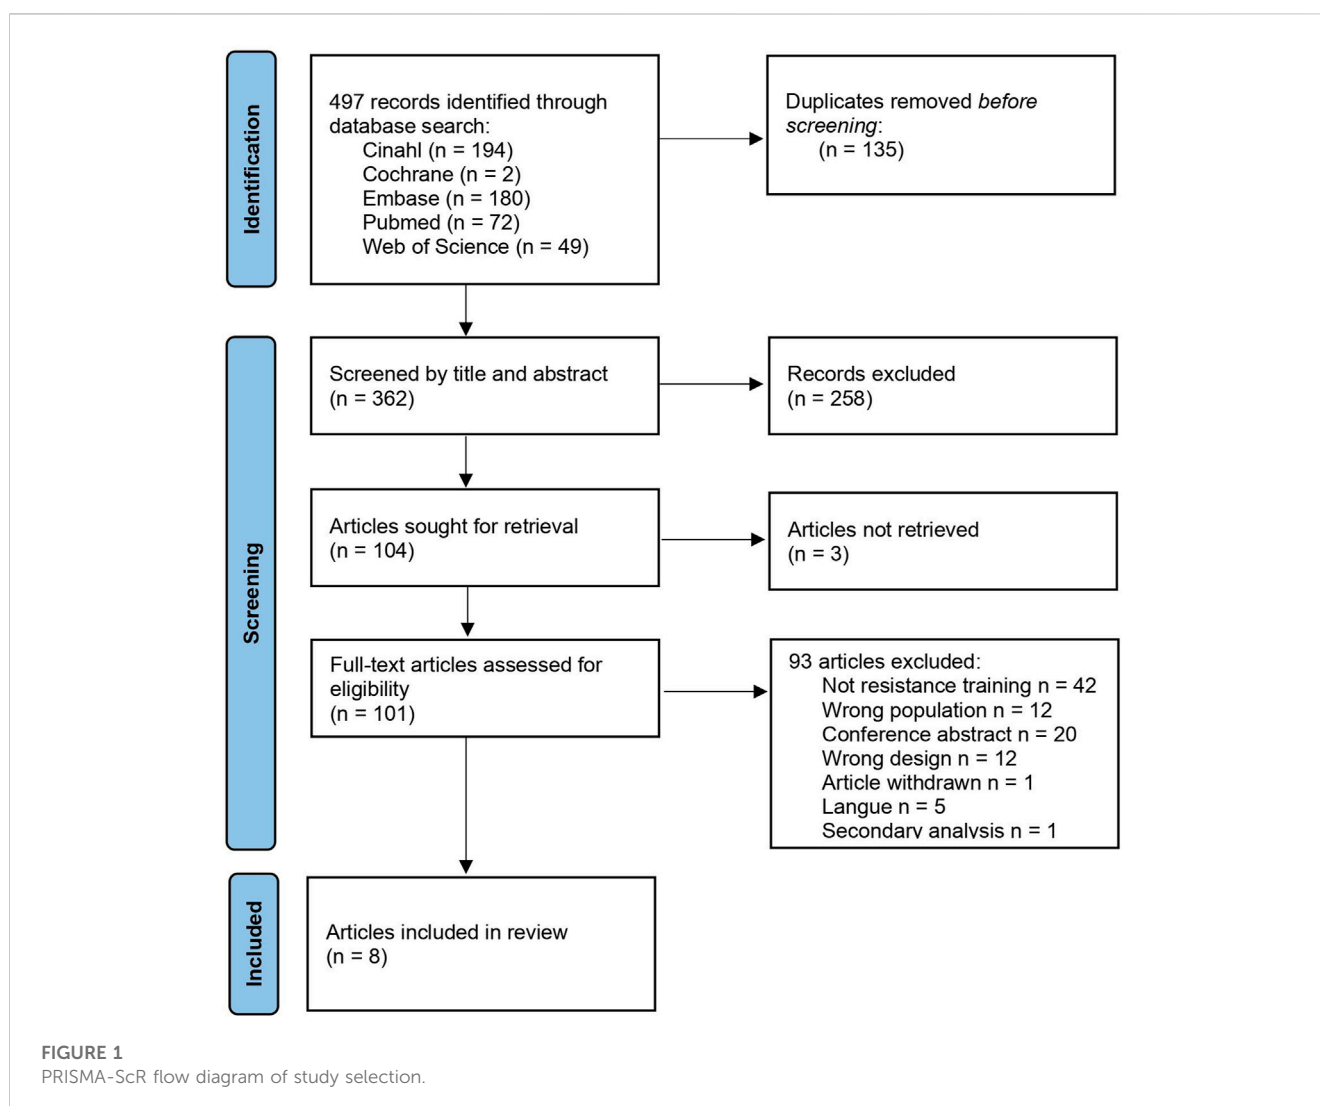 Identification
497 records identified through
database search:
Cinahl (n = 194)
Cochrane (n = 2)
Embase (n = 180)
Pubmed (n = 72)
Web of Science (n = 49)
Duplicates removed before
screening:
(n = 135)
Screening
Screened by title and abstract
(n = 362)
Records excluded
(n = 258)
Articles sought for retrieval
(n = 104)
Articles not retrieved
(n = 3)
Full-text articles assessed for
eligibility
(n = 101)
93 articles excluded:
Not resistance training n = 42
Wrong population n = 12
Conference abstract n = 20
Wrong design n = 12
Article withdrawn n = 1
Langue n = 5
Secondary analysis n = 1
Included
Articles included in review
(n = 8)
FIGURE 1
PRISMA-ScR flow diagram of study selection.